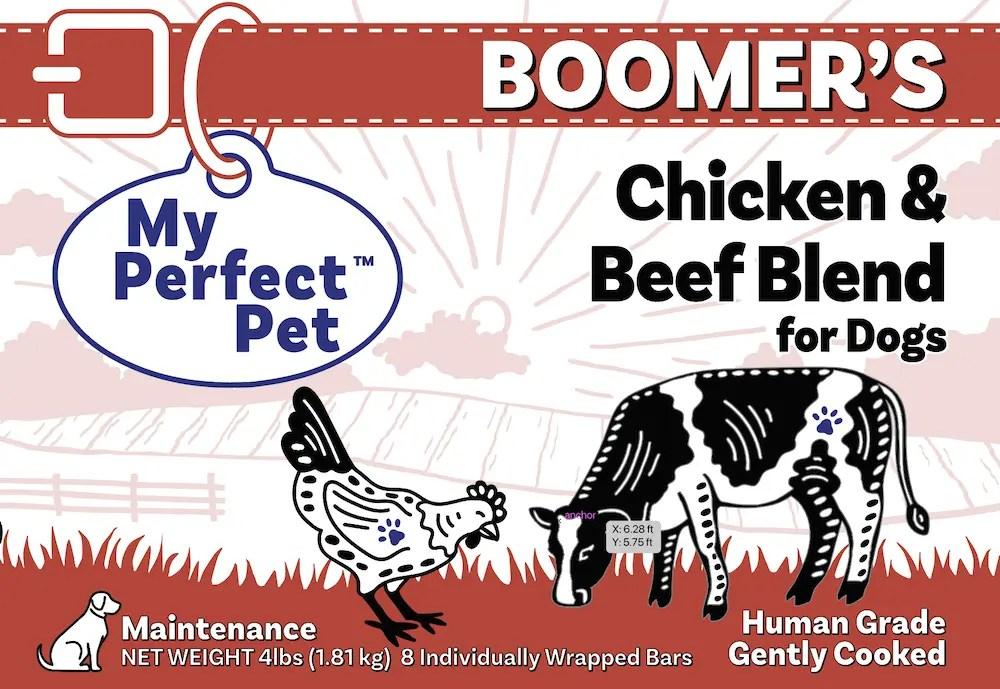 BOOMER'S
My
Perfect™
Pet
Chicken &
Beef Blend
for Dogs
anchor
X: 6.28 ft
Y: 5.75 ft
Maintenance
NET WEIGHT 4lbs (1.81 kg) 8 Individually Wrapped Bars
Human Grade
Gently Cooked